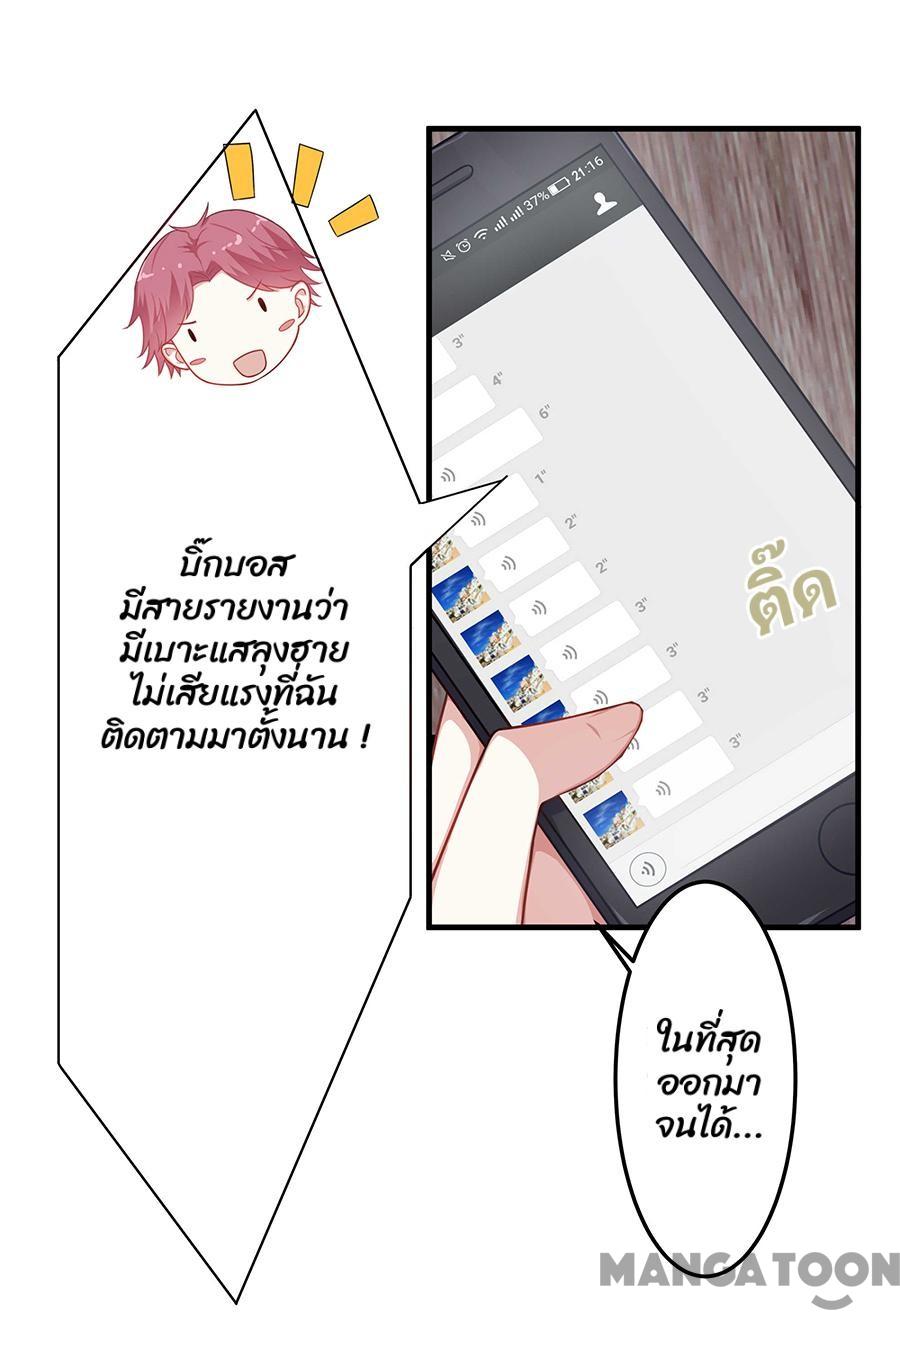 21:16
37%
3"
4"
6"
1"
2"
2"
3"
3"
3"
3"
ติ๊ด
บิ๊กบอส
มีสายรายงานว่า
มีเบาะแสลุงฮาย
ไม่เสียแรงที่ฉัน
ติดตามมาตั้งนาน !
ในที่สุด
ออกมา
จนได้...
MANGATOON